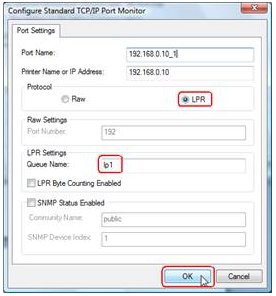 Configure Standard TCP/IP Port Monitor
Port Settings
Port Name: 192.168.0.10_1
Printer Name or IP Address: 192.168.0.10
Protocol
Raw LPR
Raw Settings
Port Number: 192
LPR Settings
Queue Name: lp1
LPR Byte Counting Enabled
SNMP Status Enabled
Community Name: public
SNMP Device Index: 1
OK Cancel